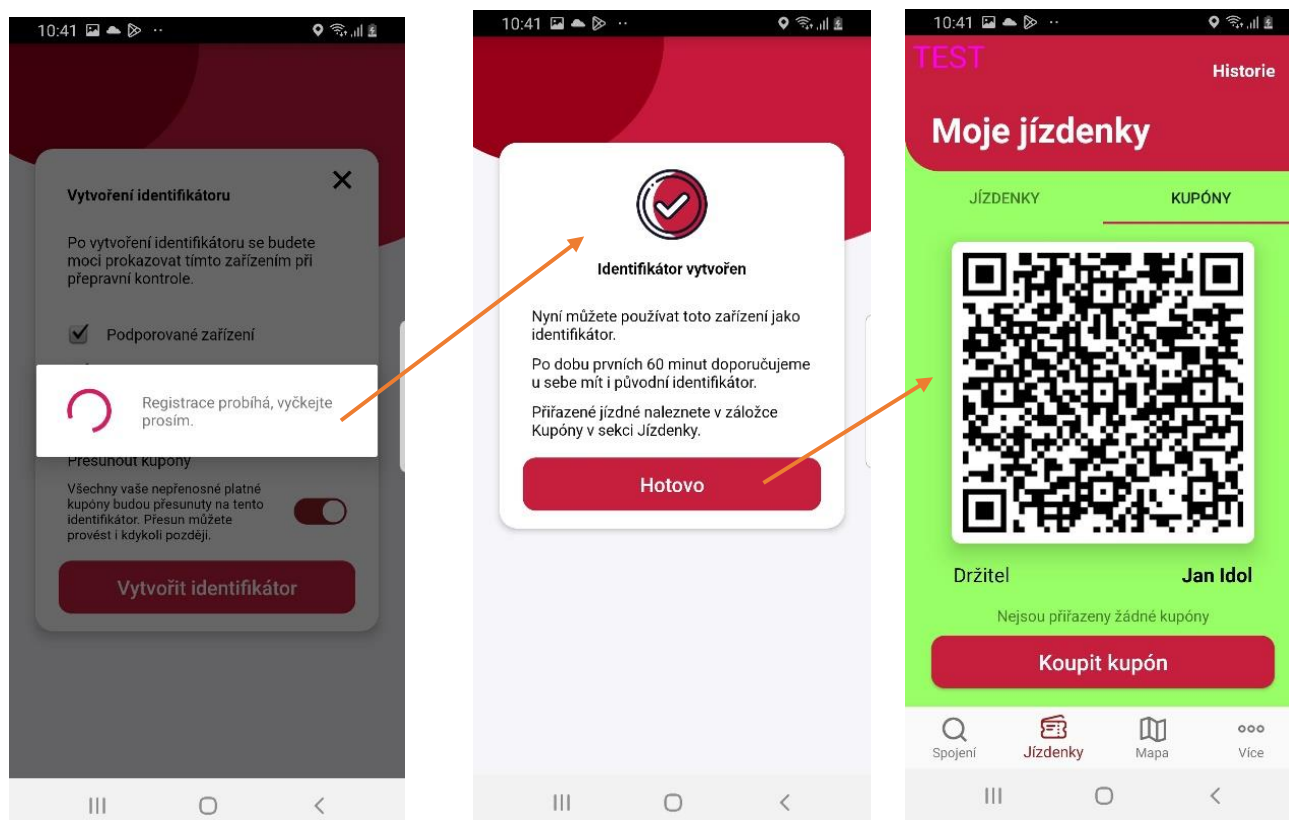 10:41
Vytvoření identifikátoru
Po vytvoření identifikátoru se budete
moci prokazovat tímto zařízením při
přepravní kontrole.
Podporované zařízení
Registrace probíhá, vyčkejte
prosím.
Přesunout kupóny
Všechny vaše nepřenosné platné
kupóny budou přesunuty na tento
identifikátor. Přesun můžete
provést i kdykoli později.
Vytvořit identifikátor
10:41
Identifikátor vytvořen
Nyní můžete používat toto zařízení jako
identifikátor.
Po dobu prvních 60 minut doporučujeme
u sebe mít i původní identifikátor.
Přiřazené jízdné naleznete v záložce
Kupóny v sekci Jízdenky.
Hotovo
10:41
TEST
Historie
Moje jízdenky
JÍZDENKY KUPÓNY
Držitel Jan Idol
Nejsou přiřazeny žádné kupóny
Koupit kupón
Spojení Jízdenky Mapa Více